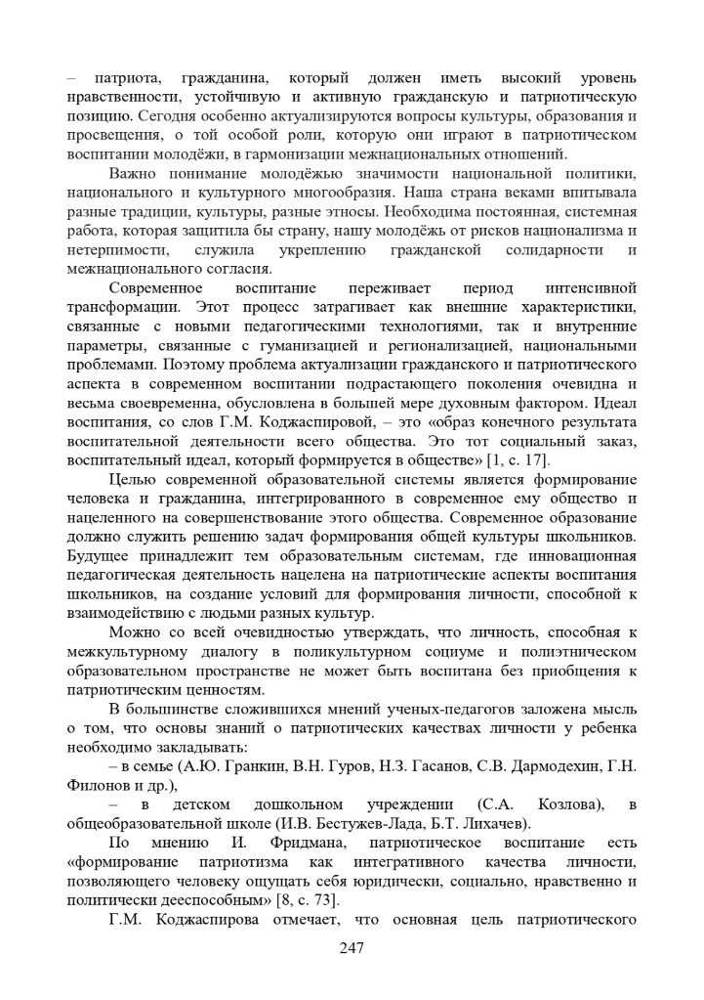 – патриота, гражданина, который должен иметь высокий уровень
нравственности, устойчивую и активную гражданскую и патриотическую
позицию. Сегодня особенно актуализируются вопросы культуры, образования и
просвещения, о той особой роли, которую они играют в патриотическом
воспитании молодёжи, в гармонизации межнациональных отношений.
Важно понимание молодёжью значимости национальной политики,
национального и культурного многообразия. Наша страна веками впитывала
разные традиции, культуры, разные этносы. Необходима постоянная, системная
работа, которая защитила бы страну, нашу молодёжь от рисков национализма и
нетерпимости, служила укреплению гражданской солидарности и
межнационального согласия.
Современное воспитание переживает период интенсивной
трансформации. Этот процесс затрагивает как внешние характеристики,
связанные с новыми педагогическими технологиями, так и внутренние
параметры, связанные с гуманизацией и регионализацией, национальными
проблемами. Поэтому проблема актуализации гражданского и патриотического
аспекта в современном воспитании подрастающего поколения очевидна и
весьма своевременна, обусловлена в большей мере духовным фактором. Идеал
воспитания, со слов Г.М. Коджаспировой, – это «образ конечного результата
воспитательной деятельности всего общества. Это тот социальный заказ,
воспитательный идеал, который формируется в обществе» [1, с. 17].
Целью современной образовательной системы является формирование
человека и гражданина, интегрированного в современное ему общество и
нацеленного на совершенствование этого общества. Современное образование
должно служить решению задач формирования общей культуры школьников.
Будущее принадлежит тем образовательным системам, где инновационная
педагогическая деятельность нацелена на патриотические аспекты воспитания
школьников, на создание условий для формирования личности, способной к
взаимодействию с людьми разных культур.
Можно со всей очевидностью утверждать, что личность, способная к
межкультурному диалогу в поликультурном социуме и полиэтническом
образовательном пространстве не может быть воспитана без приобщения к
патриотическим ценностям.
В большинстве сложившихся мнений ученых-педагогов заложена мысль
о том, что основы знаний о патриотических качествах личности у ребенка
необходимо закладывать:
– в семье (А.Ю. Гранкин, В.Н. Гуров, Н.З. Гасанов, С.В. Дармодехин, Г.Н.
Филонов и др.),
– в детском дошкольном учреждении (С.А. Козлова), в
общеобразовательной школе (И.В. Бестужев-Лада, Б.Т. Лихачев).
По мнению И. Фридмана, патриотическое воспитание есть
«формирование патриотизма как интегративного качества личности,
позволяющего человеку ощущать себя юридически, социально, нравственно и
политически дееспособным» [8, с. 73].
Г.М. Коджаспирова отмечает, что основная цель патриотического
247